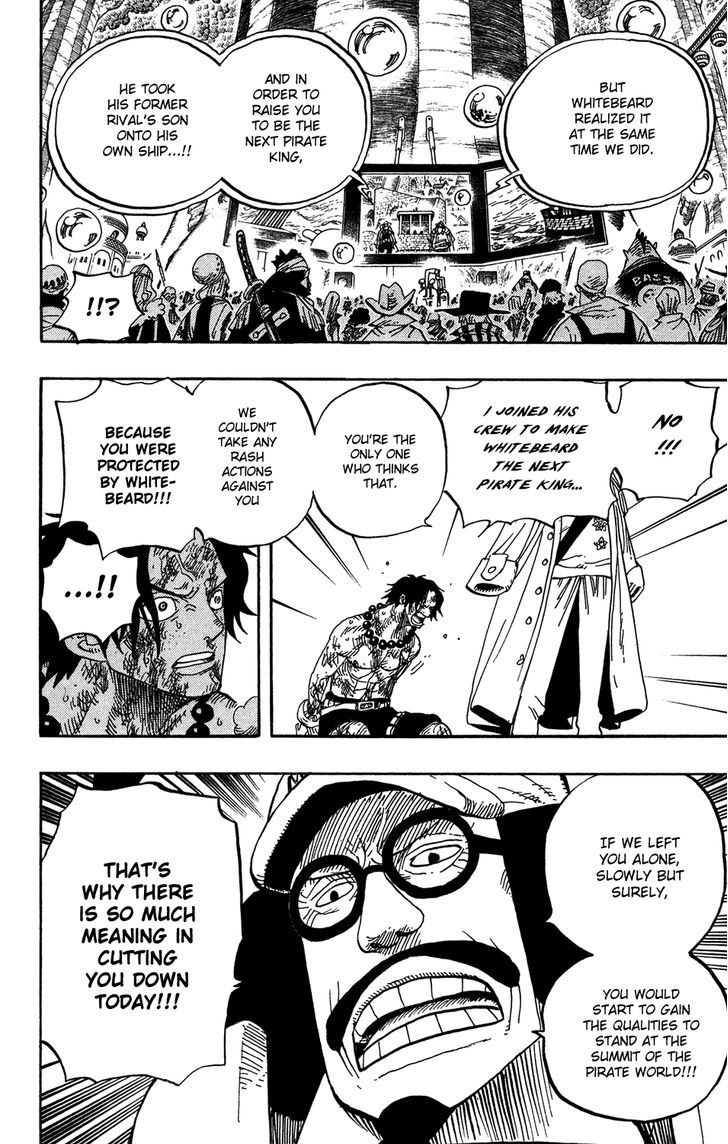 BUT
WHITEBEARD
REALIZED IT
AT THE SAME
TIME WE DID.
AND IN
ORDER TO
RAISE YOU
TO BE THE
NEXT PIRATE
KING,
HE TOOK
HIS FORMER
RIVAL'S SON
ONTO HIS
OWN SHIP...!!
BASS
!!?
NO
!!!
I JOINED HIS
CREW TO MAKE
WHITEBEARD
THE NEXT
PIRATE KING...
YOU'RE THE
ONLY ONE
WHO THINKS
THAT.
WE
COULDN'T
TAKE ANY
RASH
ACTIONS
AGAINST
YOU
BECAUSE
YOU WERE
PROTECTED
BY WHITE-
BEARD!!!
...!!
IF WE LEFT
YOU ALONE,
SLOWLY BUT
SURELY,
YOU WOULD
START TO GAIN
THE QUALITIES TO
STAND AT THE
SUMMIT OF THE
PIRATE WORLD!!!
THAT'S
WHY THERE
IS SO MUCH
MEANING IN
CUTTING
YOU DOWN
TODAY!!!